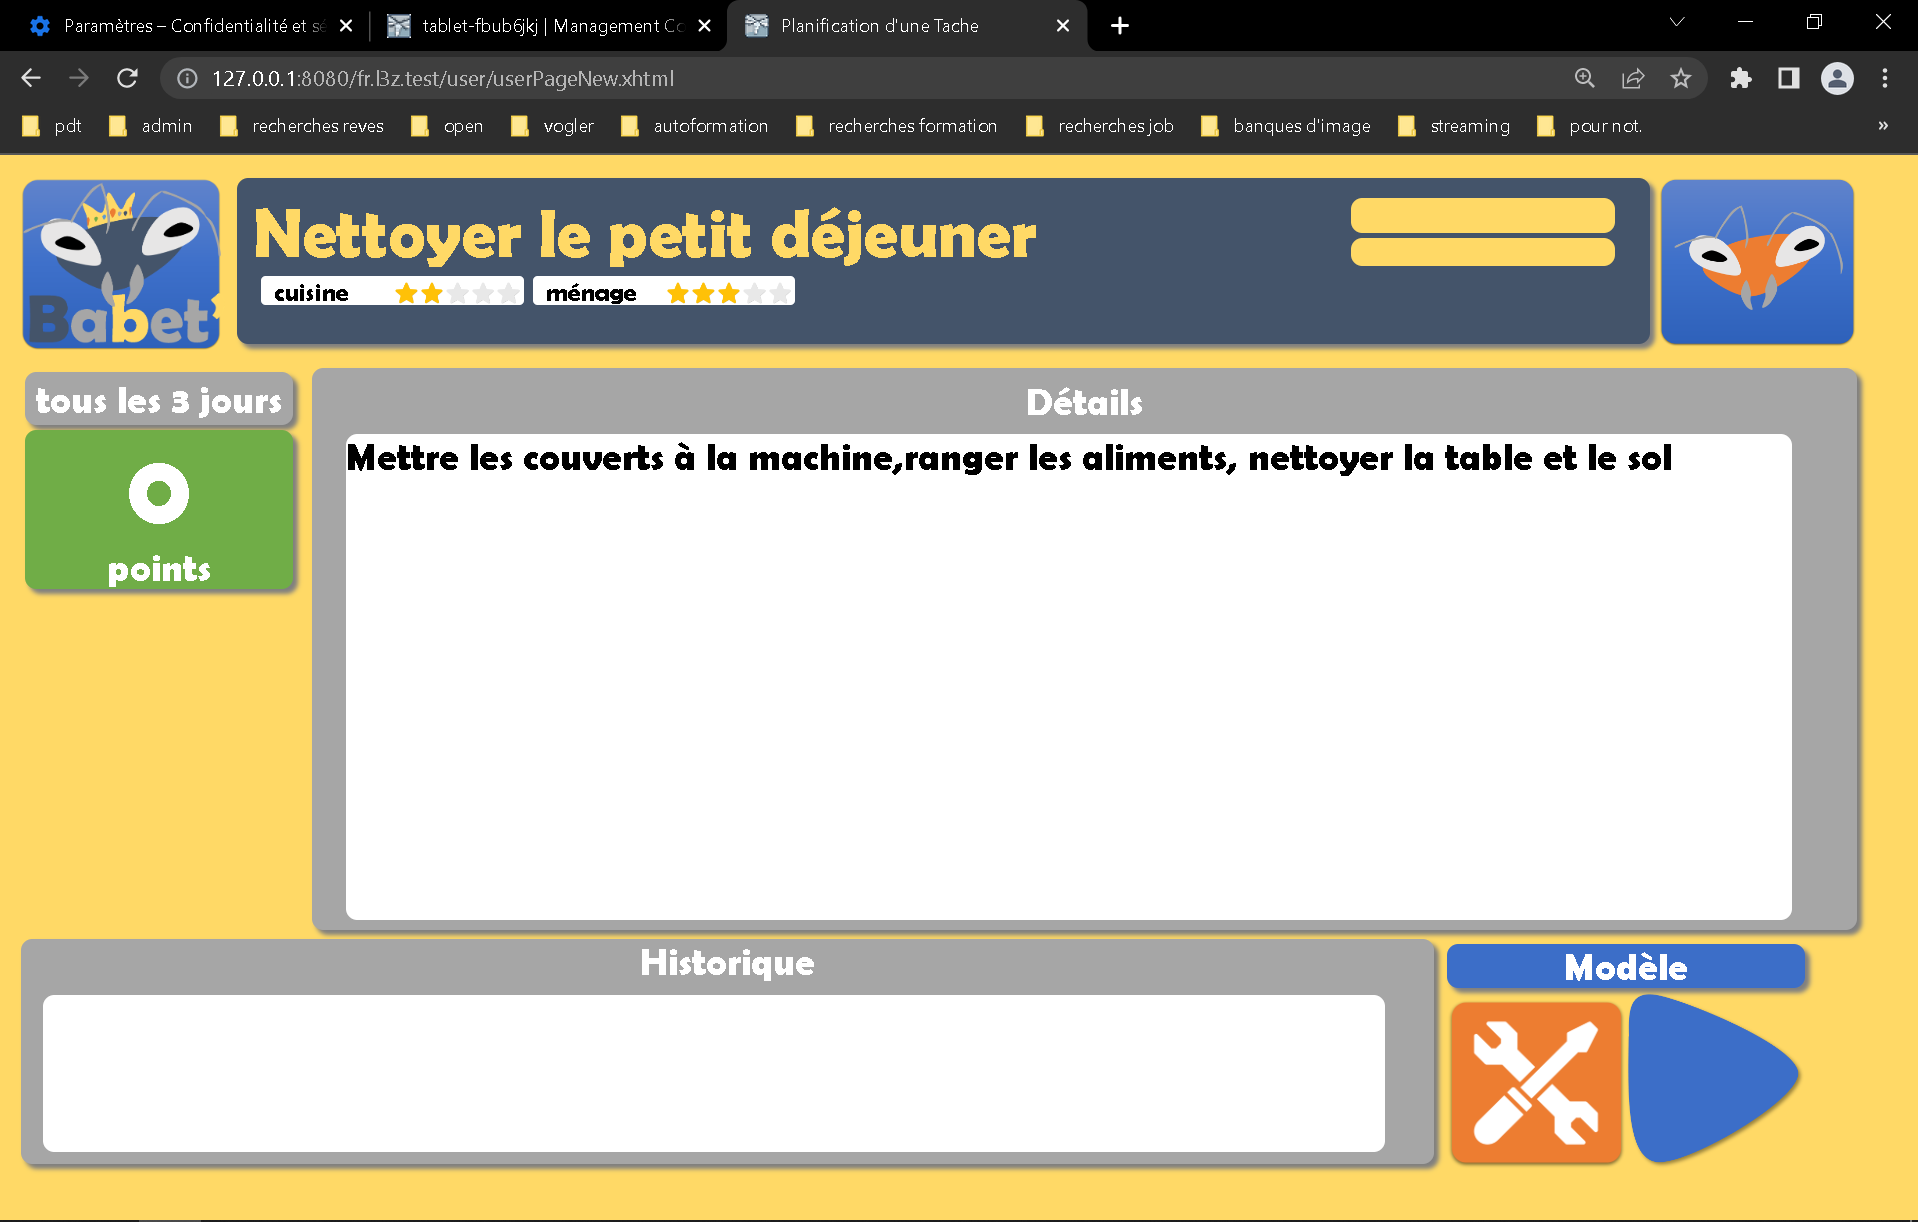 Paramètres – Confidentialité et sé
tablet-fbub6jkj | Management Co
Planification d'une Tache
127.0.0.1:8080/fr.l3z.test/user/userPageNew.xhtml
pdt
admin
recherches reves
open
vogler
autoformation
recherches formation
recherches job
banques d'image
streaming
pour not.
»
Babet'
Nettoyer le petit déjeuner
cuisine
ménage
tous les 3 jours
0
points
Détails
Mettre les couverts à la machine,ranger les aliments, nettoyer la table et le sol
Historique
Modèle